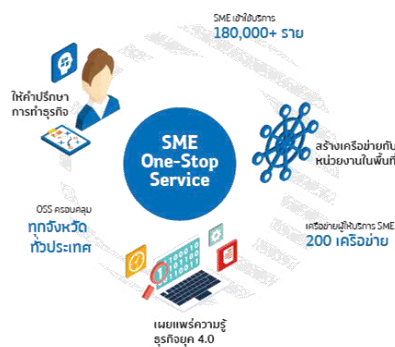 SME เข้าใช้บริการ
180,000+ ราย
ให้คำปรึกษา
การทำธุรกิจ
SME
One-Stop
Service
สร้างเครือข่ายกับ
หน่วยงานในพื้นที่
OSS ครอบคลุม
ทุกจังหวัด
ทั่วประเทศ
เครือข่ายผู้ให้บริการ SME
200 เครือข่าย
010010
101100
110011
เผยแพร่ความรู้
ธุรกิจยุค 4.0